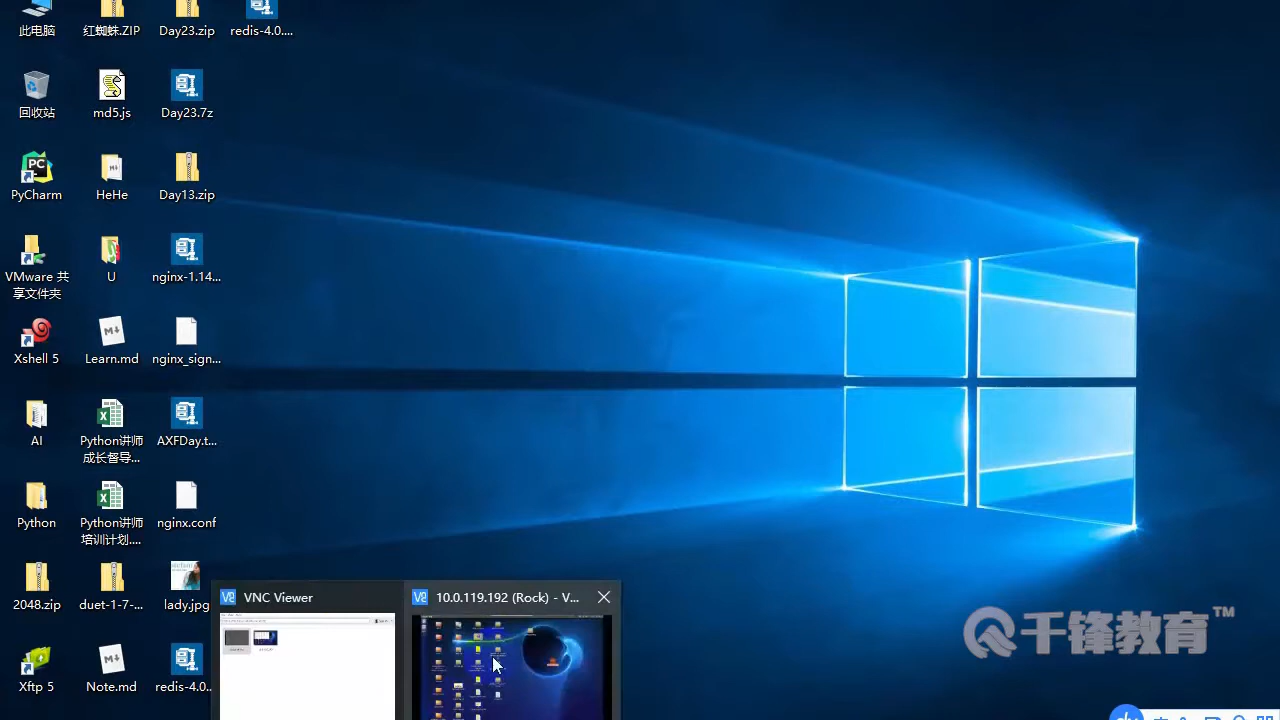 此电脑
红蜘蛛.ZIP
Day23.zip
redis-4.0....
回收站
md5.js
Day23.7z
PyCharm
HeHe
Day13.zip
VMware 共
享文件夹
U
nginx-1.14...
Xshell 5
Learn.md
nginx_sign...
AI
Python讲师
成长督导...
AXFDay.t...
Python
Python讲师
培训计划....
nginx.conf
2048.zip
duet-1-7-...
lady.jpg
Xftp 5
Note.md
redis-4.0...
VNC Viewer
10.0.119.192 (Rock) - V...
千锋教育™